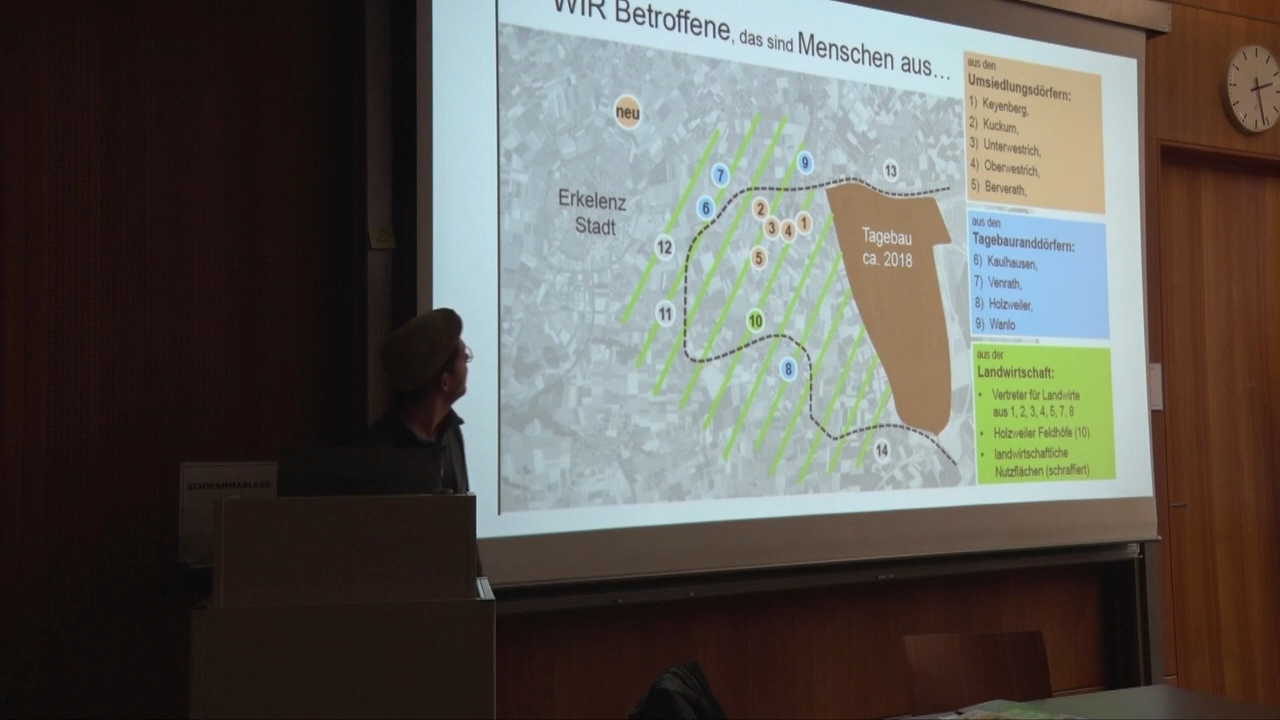 WIR Betroffene, das sind Menschen aus…
neu
Erkelenz
Stadt
7
9
13
6
2
1
3
4
12
5
Tagebau
ca. 2018
11
10
8
14
aus den
Umsiedlungsdörfern:
1) Keyenberg,
2) Kuckum,
3) Unterwestrich,
4) Oberwestrich,
5) Berverath,
aus den
Tagebauranddörfern:
6) Kaulhausen,
7) Venrath,
8) Holzweiler,
9) Wanlo
aus der
Landwirtschaft:
• Vertreter für Landwirte
aus 1, 2, 3, 4, 5, 7, 8
• Holzweiler Feldhöfe (10)
• landwirtschaftliche
Nutzflächen (schraffiert)
SCHWAMMABLAGE